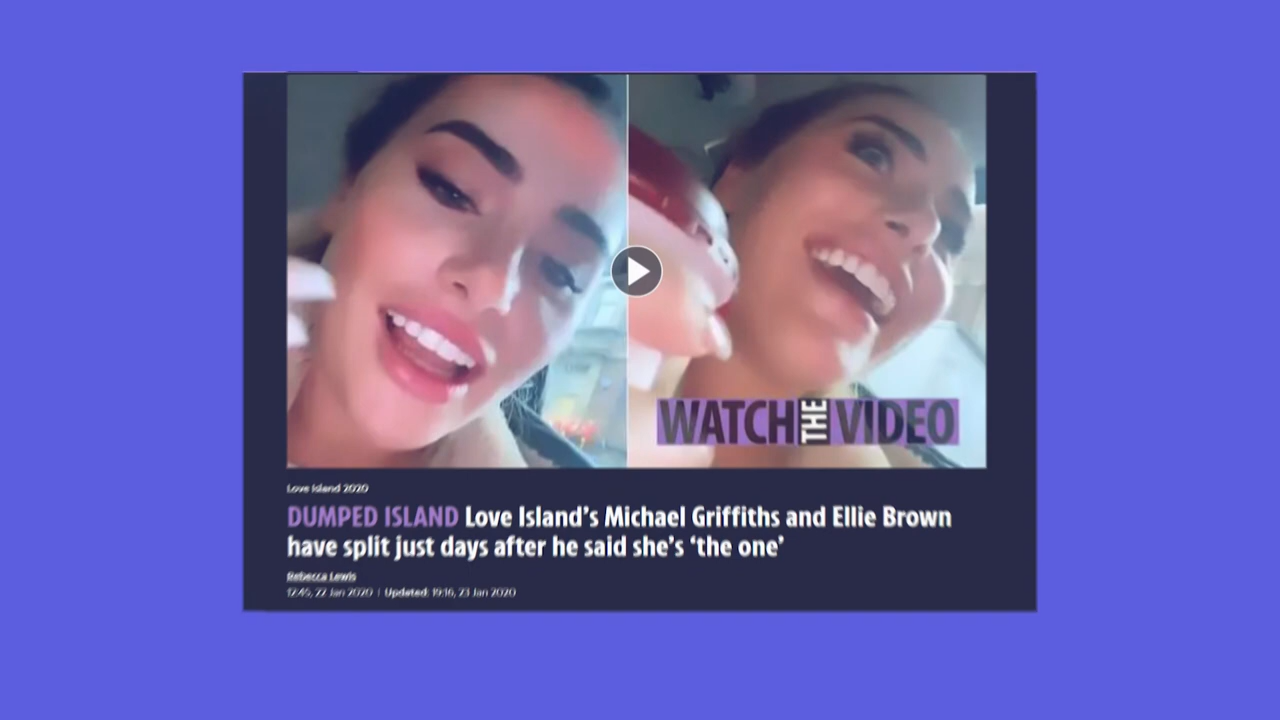 WATCH THE VIDEO
Love Island 2020
DUMPED ISLAND Love Island's Michael Griffiths and Ellie Brown
have split just days after he said she's 'the one'
Rebecca Lewis
12:45, 22 Jan 2020 | Updated: 19:16, 23 Jan 2020